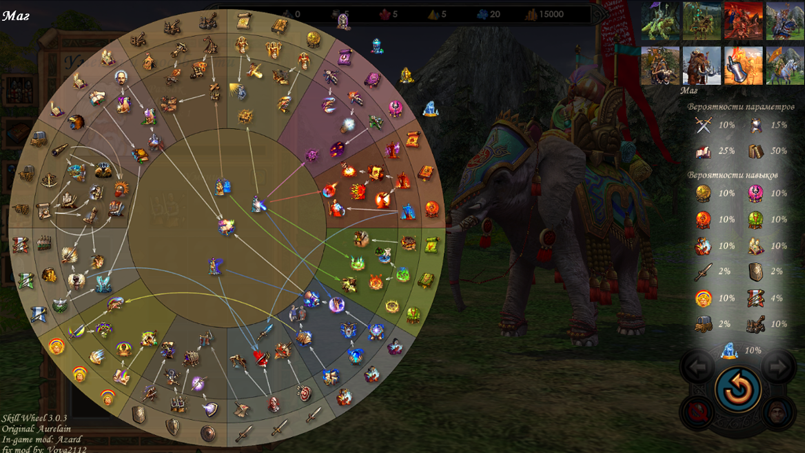 Маг
0
5
5
20
15000
Маг
Вероятности параметров
10% 15%
25% 50%
Вероятности навыков
10% 10%
10% 10%
10% 10%
2% 2%
10% 4%
2% 10%
10%
Skill Wheel 3.0.3
Original: Aurelain
In-game mod: Azard
fix mod by: Vova2112